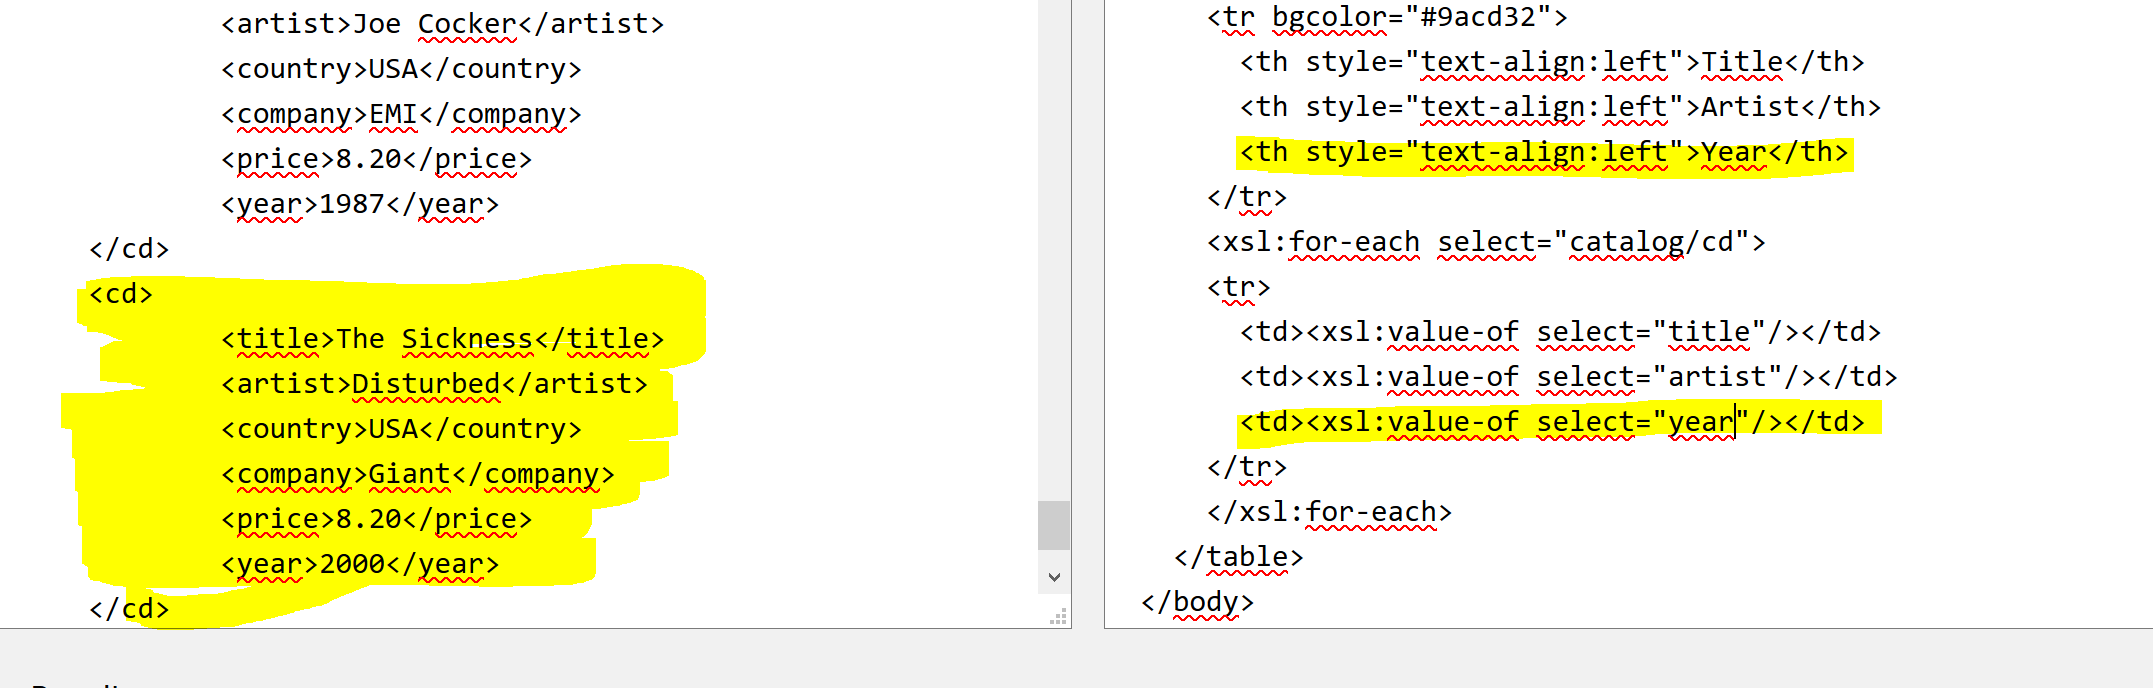 <artist>Joe Cocker</artist>
<country>USA</country>
<company>EMI</company>
<price>8.20</price>
<year>1987</year>
</cd>
<cd>
<title>The Sickness</title>
<artist>Disturbed</artist>
<country>USA</country>
<company>Giant</company>
<price>8.20</price>
<year>2000</year>
</cd>
<tr bgcolor="#9acd32">
<th style="text-align:left">Title</th>
<th style="text-align:left">Artist</th>
<th style="text-align:left">Year</th>
</tr>
<xsl:for-each select="catalog/cd">
<tr>
<td><xsl:value-of select="title"/></td>
<td><xsl:value-of select="artist"/></td>
<td><xsl:value-of select="year"/></td>
</tr>
</xsl:for-each>
</table>
</body>